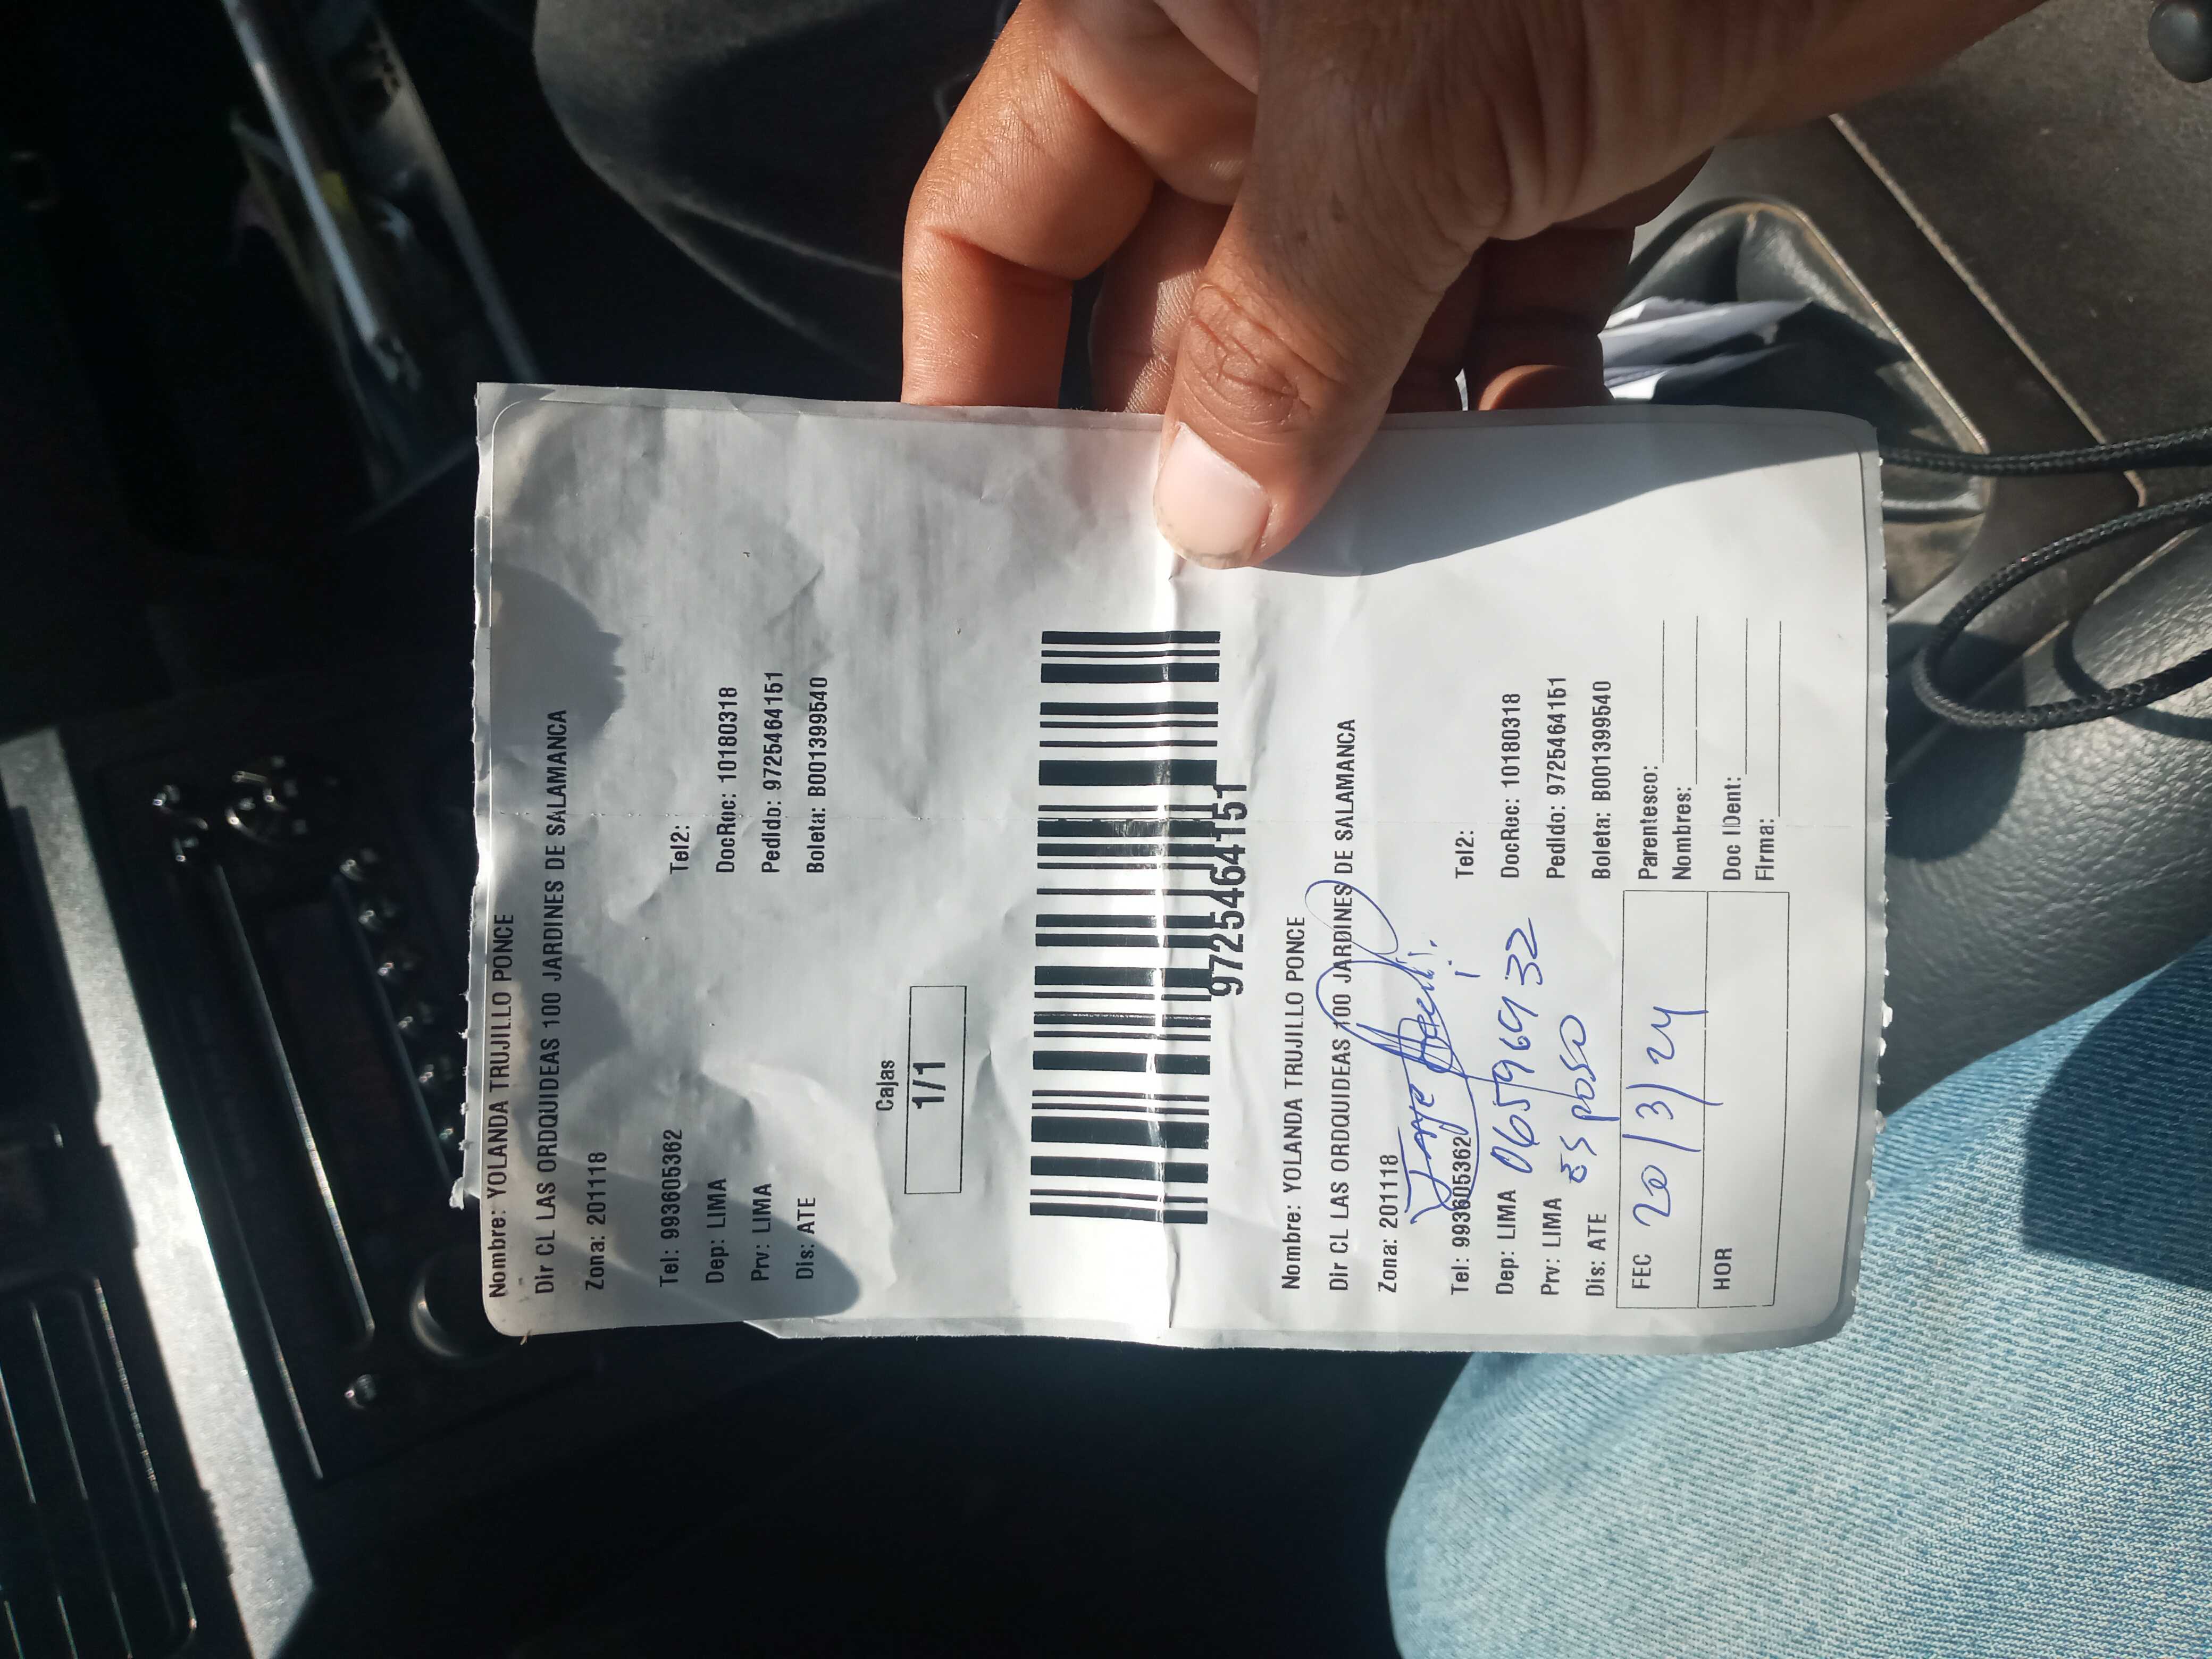 Nombre: YOLANDA TRUJILLO PONCE
Dir CL LAS ORDQUIDEAS 100 JARDINES DE SALAMANCA
Zona: 201118
Tel: 993605362 Tel2:
Dep: LIMA DocRec: 10180318
Prv: LIMA Pedido: 9725464151
Dis: ATE Boleta: B001399540
Cajas
1/1
9725464151
Nombre: YOLANDA TRUJILLO PONCE
Dir CL LAS ORDQUIDEAS 100 JARDINES DE SALAMANCA
Zona: 201118
Jorge
Tel: 993605362 Tel2:
Dep: LIMA 06596932 DocRec: 10180318
Prv: LIMA Pedido: 9725464151
esposo
Dis: ATE Boleta: B001399540
FEC 20/3/24 Parentesco:
Nombres:
HOR Doc IDent:
Firma: